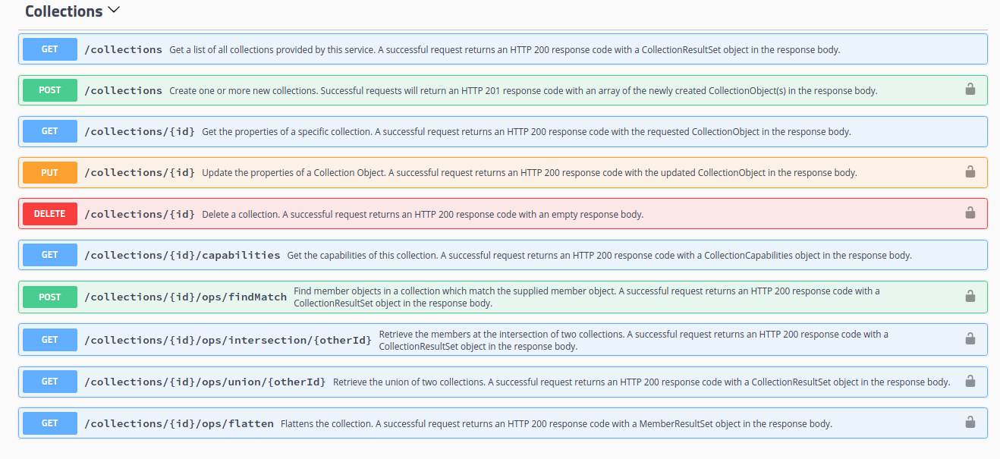 Collections
GET /collections Get a list of all collections provided by this service. A successful request returns an HTTP 200 response code with a CollectionResultSet object in the response body.
POST /collections Create one or more new collections. Successful requests will return an HTTP 201 response code with an array of the newly created CollectionObject(s) in the response body.
GET /collections/{id} Get the properties of a specific collection. A successful request returns an HTTP 200 response code with the requested CollectionObject in the response body.
PUT /collections/{id} Update the properties of a Collection Object. A successful request returns an HTTP 200 response code with the updated CollectionObject in the response body.
DELETE /collections/{id} Delete a collection. A successful request returns an HTTP 200 response code with an empty response body.
GET /collections/{id}/capabilities Get the capabilities of this collection. A successful request returns an HTTP 200 response code with a CollectionCapabilities object in the response body.
POST /collections/{id}/ops/findMatch Find member objects in a collection which match the supplied member object. A successful request returns an HTTP 200 response code with a
CollectionResultSet object in the response body.
GET /collections/{id}/ops/intersection/{otherId} Retrieve the members at the intersection of two collections. A successful request returns an HTTP 200 response code with a
CollectionResultSet object in the response body.
GET /collections/{id}/ops/union/{otherId} Retrieve the union of two collections. A successful request returns an HTTP 200 response code with a CollectionResultSet object in the response body.
GET /collections/{id}/ops/flatten Flattens the collection. A successful request returns an HTTP 200 response code with a MemberResultSet object in the response body.